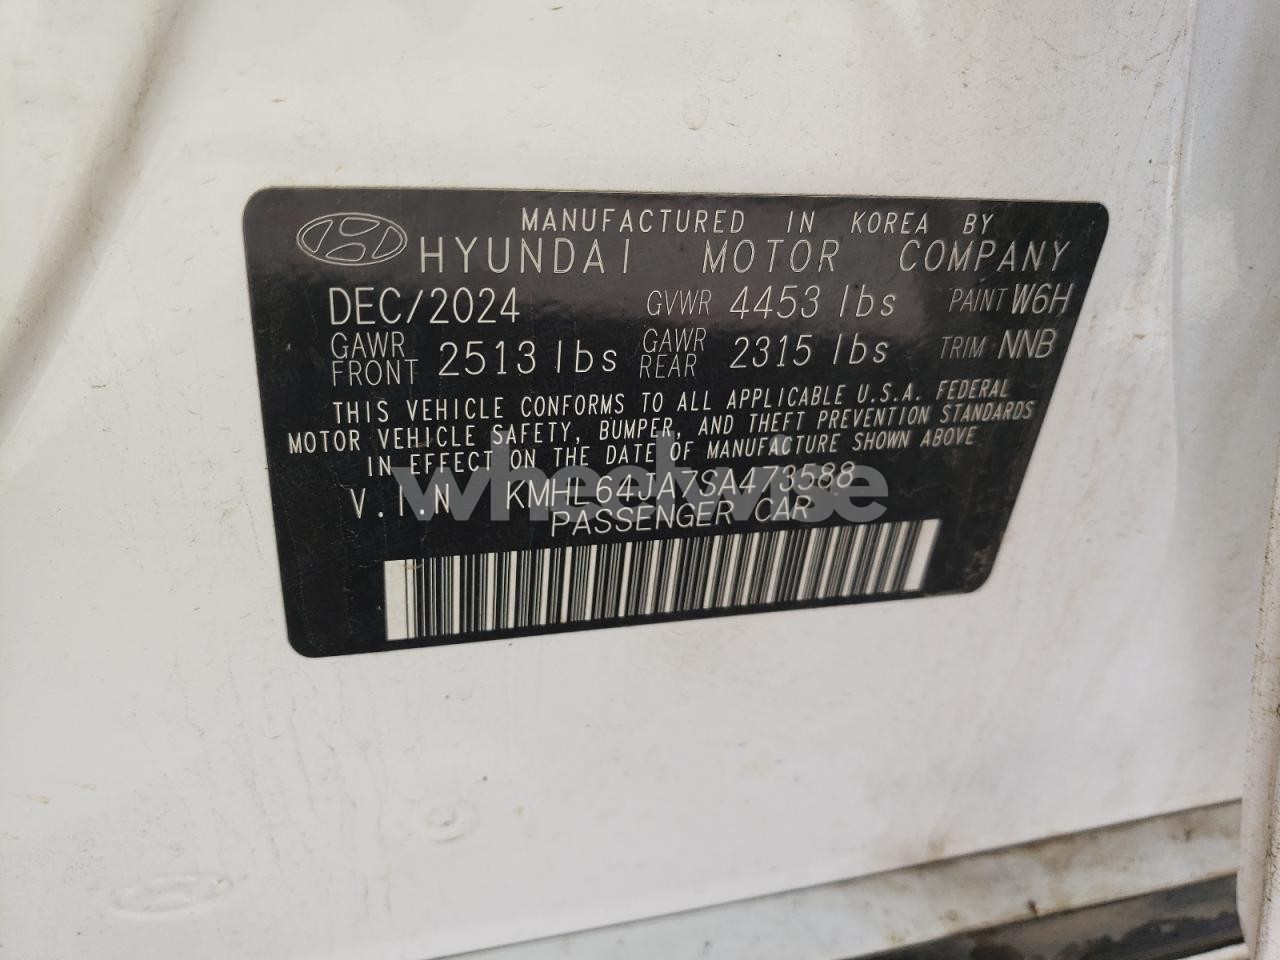 MANUFACTURED IN KOREA BY
HYUNDAI MOTOR COMPANY
DEC/2024 GVWR 4453 lbs PAINT W6H
GAWR FRONT 2513 lbs GAWR REAR 2315 lbs TRIM NNB
THIS VEHICLE CONFORMS TO ALL APPLICABLE U.S.A. FEDERAL
MOTOR VEHICLE SAFETY, BUMPER, AND THEFT PREVENTION STANDARDS
IN EFFECT ON THE DATE OF MANUFACTURE SHOWN ABOVE
V.I.N KMHL64JA7SA473588
PASSENGER CAR
wheelwise